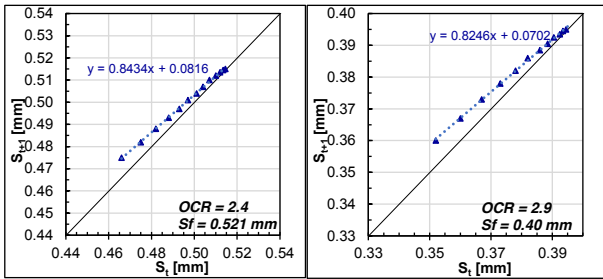 0.54
0.53
0.52
0.51
0.50
0.49
0.48
0.47
0.46
0.45
0.44
S_{t+1} [mm]
y = 0.8434x + 0.0816
OCR = 2.4
Sf = 0.521 mm
0.44 0.46 0.48 0.50 0.52 0.54
S_t [mm]
0.40
0.39
0.38
0.37
0.36
0.35
0.34
0.33
S_{t+1} [mm]
y = 0.8246x + 0.0702
OCR = 2.9
Sf = 0.40 mm
0.33 0.35 0.37 0.39
S_t [mm]